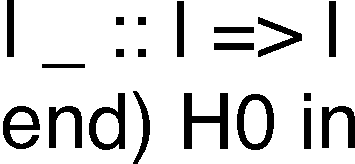 l _ :: l => l
end) H0 in